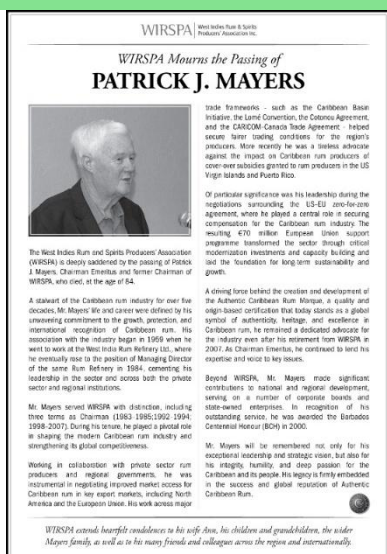 WIRSPA
West Indies Rum & Spirits
Producers' Association Inc.
WIRSPA Mourns the Passing of
PATRICK J. MAYERS
The West Indies Rum and Spirits Producers' Association
(WIRSPA) is deeply saddened by the passing of Patrick
J. Mayers, Chairman Emeritus and former Chairman of
WIRSPA, who died, at the age of 84.
A stalwart of the Caribbean rum industry for over five
decades, Mr. Mayers' life and career were defined by his
unwavering commitment to the growth, protection, and
international recognition of Caribbean rum. His
association with the industry began in 1959 when he
went to work at the West India Rum Refinery Ltd., where
he eventually rose to the position of Managing Director
of the same Rum Refinery in 1984, cementing his
leadership in the sector and across both the private
sector and regional institutions.
Mr. Mayers served WIRSPA with distinction, including
three terms as Chairman (1983-1985;1992-1994;
1998-2007). During his tenure, he played a pivotal role
in shaping the modern Caribbean rum industry and
strengthening its global competitiveness.
Working in collaboration with private sector rum
producers and regional governments, he was
instrumental in negotiating improved market access for
Caribbean rum in key export markets, including North
America and the European Union. His work across major
trade frameworks - such as the Caribbean Basin
Initiative, the Lomé Convention, the Cotonou Agreement,
and the CARICOM-Canada Trade Agreement - helped
secure fairer trading conditions for the region's
producers. More recently he was a tireless advocate
against the impact on Caribbean rum producers of
cover-over subsidies granted to rum producers in the US
Virgin Islands and Puerto Rico.
Of particular significance was his leadership during the
negotiations surrounding the US-EU zero-for-zero
agreement, where he played a central role in securing
compensation for the Caribbean rum industry. The
resulting €70 million European Union support
programme transformed the sector through critical
modernization investments and capacity building and
laid the foundation for long-term sustainability and
growth.
A driving force behind the creation and development of
the Authentic Caribbean Rum Marque, a quality and
origin-based certification that today stands as a global
symbol of authenticity, heritage, and excellence in
Caribbean rum, he remained a dedicated advocate for
the industry even after his retirement from WIRSPA in
2007. As Chairman Emeritus, he continued to lend his
expertise and voice to key issues.
Beyond WIRSPA, Mr. Mayers made significant
contributions to national and regional development,
serving on a number of corporate boards and
state-owned enterprises. In recognition of his
outstanding service, he was awarded the Barbados
Centennial Honour (BCH) in 2000.
Mr. Mayers will be remembered not only for his
exceptional leadership and strategic vision, but also for
his integrity, humility, and deep passion for the
Caribbean and its people. His legacy is firmly embedded
in the success and global reputation of Authentic
Caribbean Rum.
WIRSPA extends heartfelt condolences to his wife Ann, his children and grandchildren, the wider
Mayers family, as well as to his many friends and colleagues across the region and internationally.